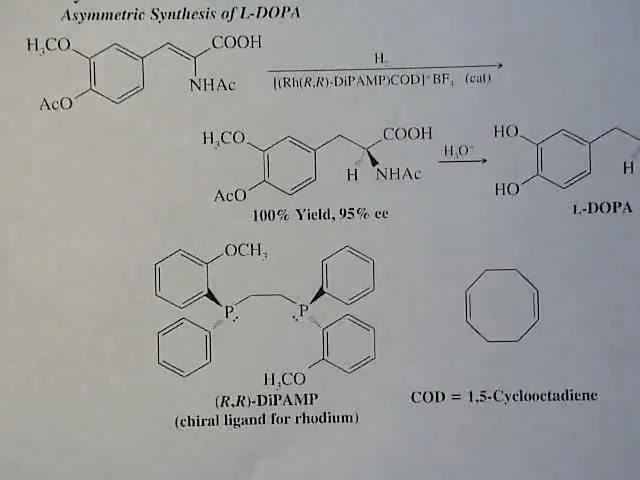 Asymmetric Synthesis of L-DOPA
H₃CO
COOH
NHAc
AcO
H₂
[(Rh(R,R)-DiPAMP)COD]⁺BF₄ (cat)
H₃CO
COOH
H
NHAc
AcO
100% Yield, 95% ee
H₃O⁺
HO
HO
H
L-DOPA
OCH₃
P
P
H₃CO
(R,R)-DiPAMP
(chiral ligand for rhodium)
COD = 1,5-Cyclooctadiene